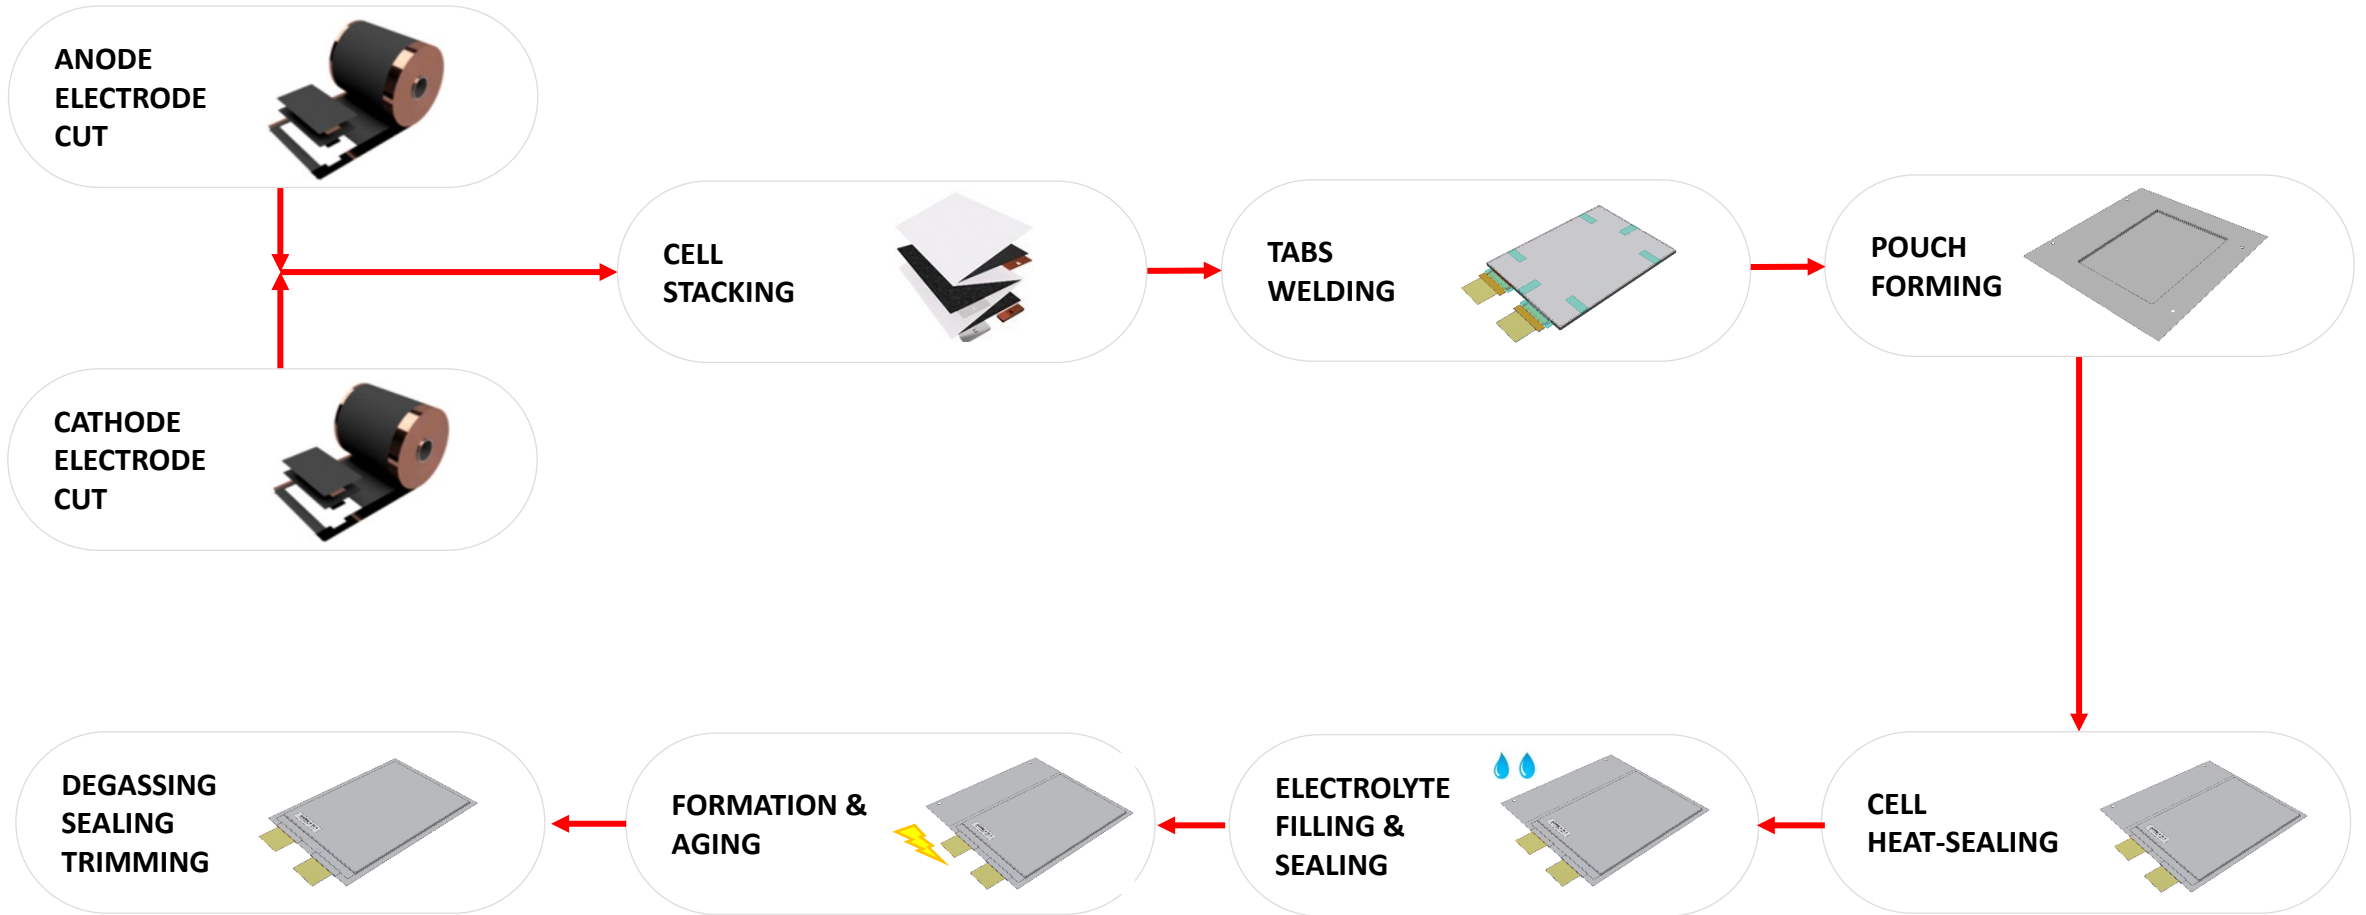 ANODE
ELECTRODE
CUT
CATHODE
ELECTRODE
CUT
CELL
STACKING
TABS
WELDING
POUCH
FORMING
CELL
HEAT-SEALING
ELECTROLYTE
FILLING &
SEALING
FORMATION &
AGING
DEGASSING
SEALING
TRIMMING